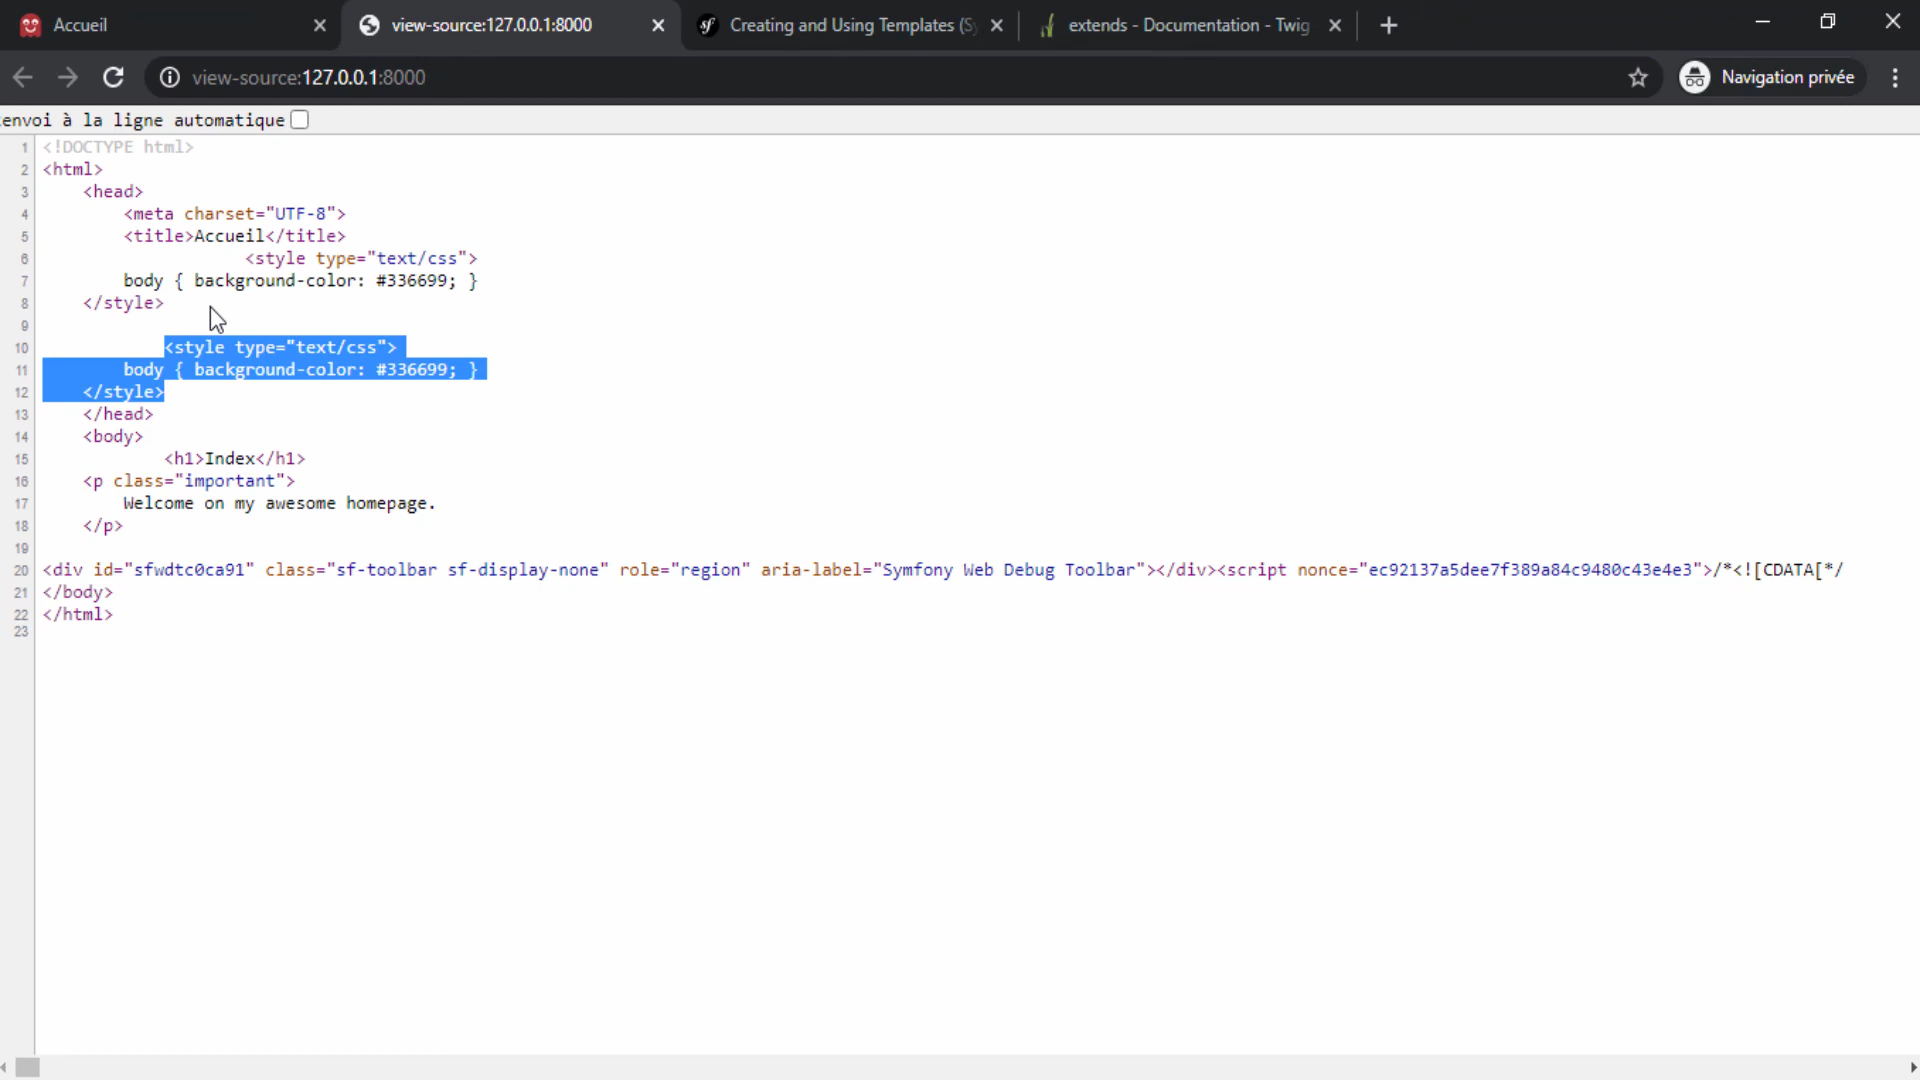 Accueil
view-source:127.0.0.1:8000
Creating and Using Templates (S
extends - Documentation - Twig
view-source:127.0.0.1:8000
Navigation privée
envoi à la ligne automatique
1 <!DOCTYPE html>
2 <html>
3 <head>
4 <meta charset="UTF-8">
5 <title>Accueil</title>
6 <style type="text/css">
7 body { background-color: #336699; }
8 </style>
9
10 <style type="text/css">
11 body { background-color: #336699; }
12 </style>
13 </head>
14 <body>
15 <h1>Index</h1>
16 <p class="important">
17 Welcome on my awesome homepage.
18 </p>
19
20 <div id="sfwdtc0ca91" class="sf-toolbar sf-display-none" role="region" aria-label="Symfony Web Debug Toolbar"></div><script nonce="ec92137a5dee7f389a84c9480c43e4e3">/*<![CDATA[*/
21 </body>
22 </html>
23